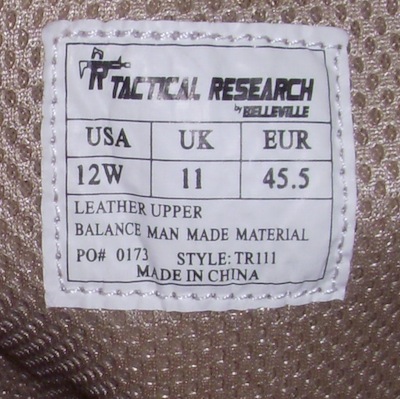 TR TACTICAL RESEARCH
by BELLEVILLE
USA UK EUR
12W 11 45.5
LEATHER UPPER
BALANCE MAN MADE MATERIAL
PO# 0173 STYLE: TR111
MADE IN CHINA